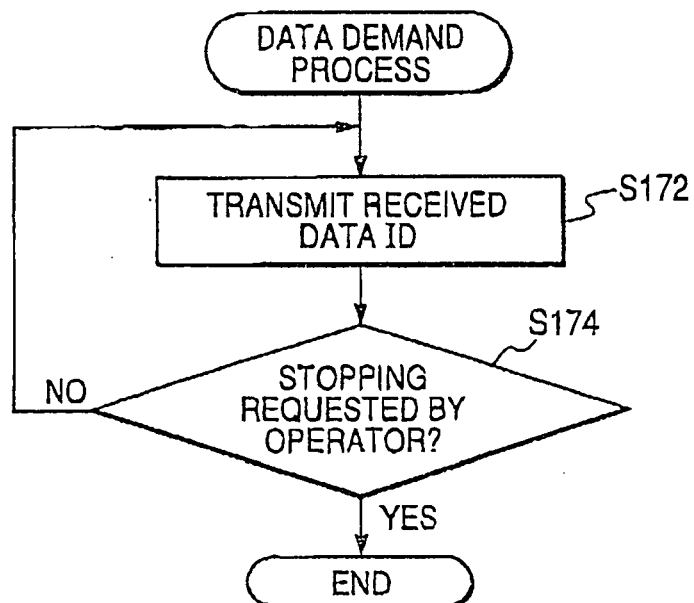 DATA DEMAND
PROCESS
TRANSMIT RECEIVED
DATA ID
S172
S174
STOPPING
REQUESTED BY
OPERATOR?
NO
YES
END